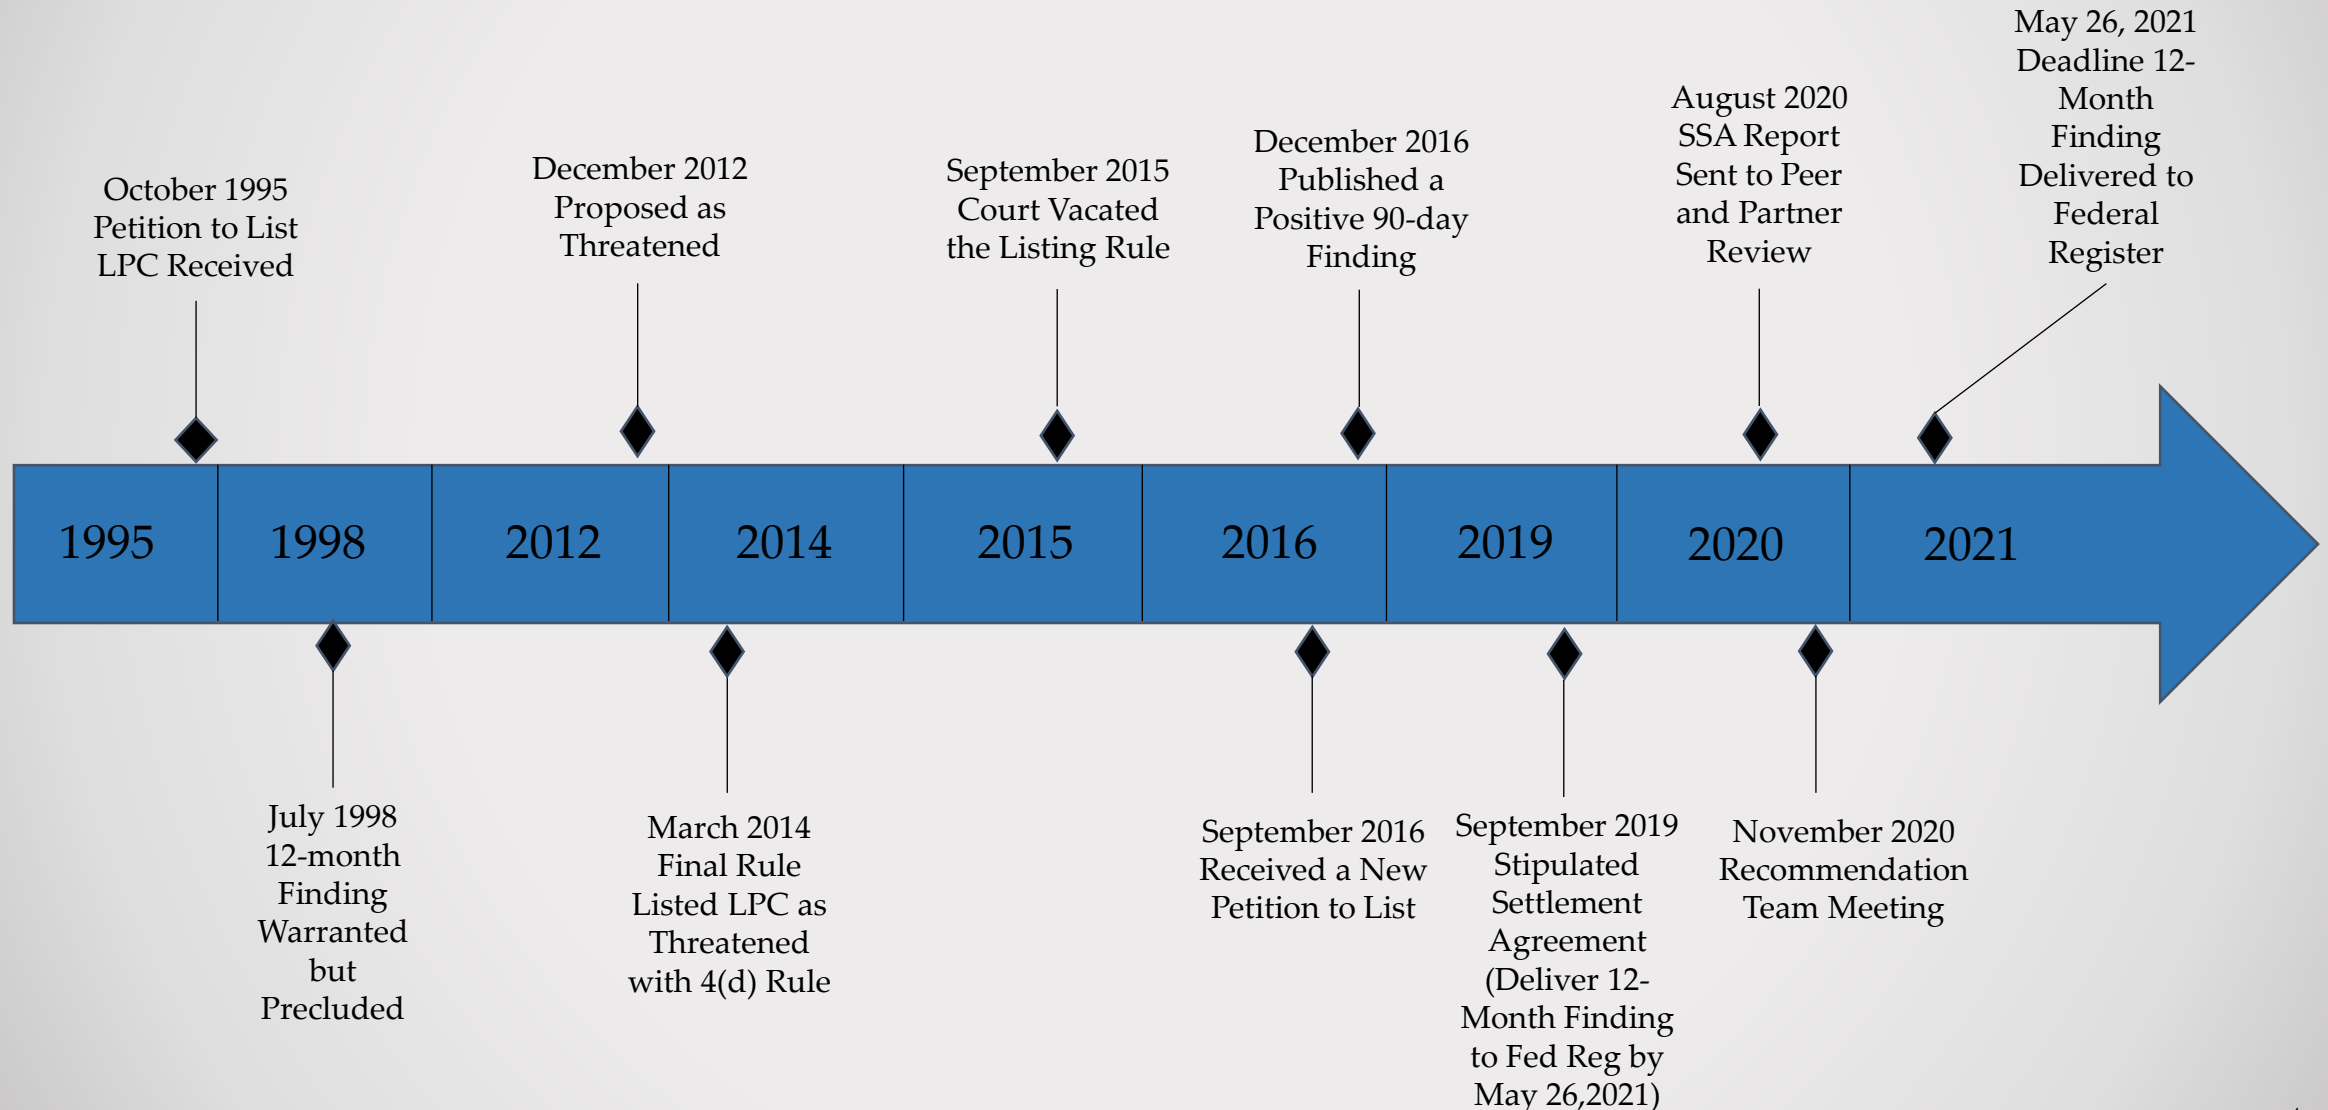 October 1995
Petition to List
LPC Received
December 2012
Proposed as
Threatened
September 2015
Court Vacated
the Listing Rule
December 2016
Published a
Positive 90-day
Finding
August 2020
SSA Report
Sent to Peer
and Partner
Review
May 26, 2021
Deadline 12-
Month
Finding
Delivered to
Federal
Register
1995
1998
2012
2014
2015
2016
2019
2020
2021
July 1998
12-month
Finding
Warranted
but
Precluded
March 2014
Final Rule
Listed LPC as
Threatened
with 4(d) Rule
September 2016
Received a New
Petition to List
September 2019
Stipulated
Settlement
Agreement
(Deliver 12-
Month Finding
to Fed Reg by
May 26,2021)
November 2020
Recommendation
Team Meeting